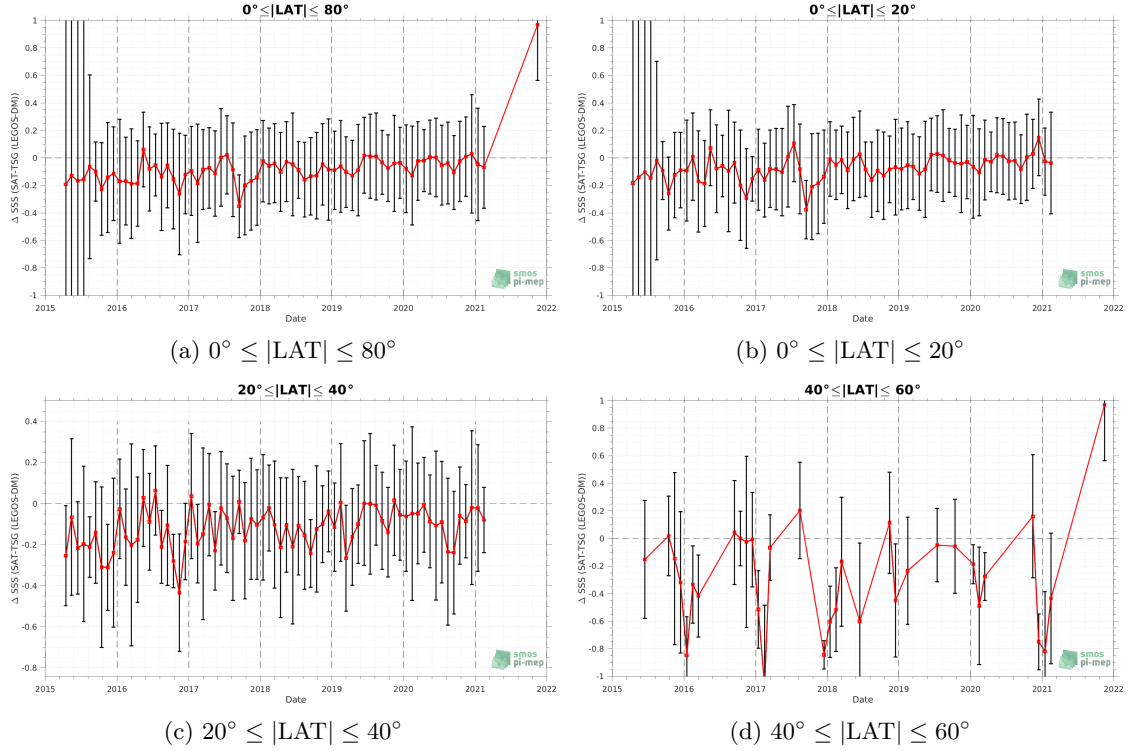 0°≤|LAT|≤ 80°
1
0.8
0.6
0.4
0.2
0
-0.2
-0.4
-0.6
-0.8
-1
Δ SSS (SAT-TSG (LEGOS-DM))
2015 2016 2017 2018 2019 2020 2021 2022
Date
smos
pi-mep
(a) 0° ≤ |LAT| ≤ 80°
0°≤|LAT|≤ 20°
1
0.8
0.6
0.4
0.2
0
-0.2
-0.4
-0.6
-0.8
-1
Δ SSS (SAT-TSG (LEGOS-DM))
2015 2016 2017 2018 2019 2020 2021 2022
Date
smos
pi-mep
(b) 0° ≤ |LAT| ≤ 20°
20°≤|LAT|≤ 40°
0.4
0.2
0
-0.2
-0.4
-0.6
-0.8
Δ SSS (SAT-TSG (LEGOS-DM))
2015 2016 2017 2018 2019 2020 2021 2022
Date
smos
pi-mep
(c) 20° ≤ |LAT| ≤ 40°
40°≤|LAT|≤ 60°
1
0.8
0.6
0.4
0.2
0
-0.2
-0.4
-0.6
-0.8
-1
Δ SSS (SAT-TSG (LEGOS-DM))
2015 2016 2017 2018 2019 2020 2021 2022
Date
smos
pi-mep
(d) 40° ≤ |LAT| ≤ 60°